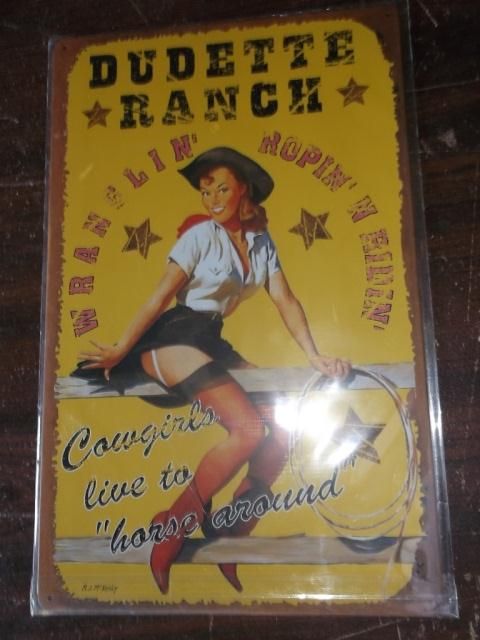 DUDETTE
RANCH
WRANGLIN' ROPIN' 'N RIDIN'
Cowgirls
live to
"horse around"